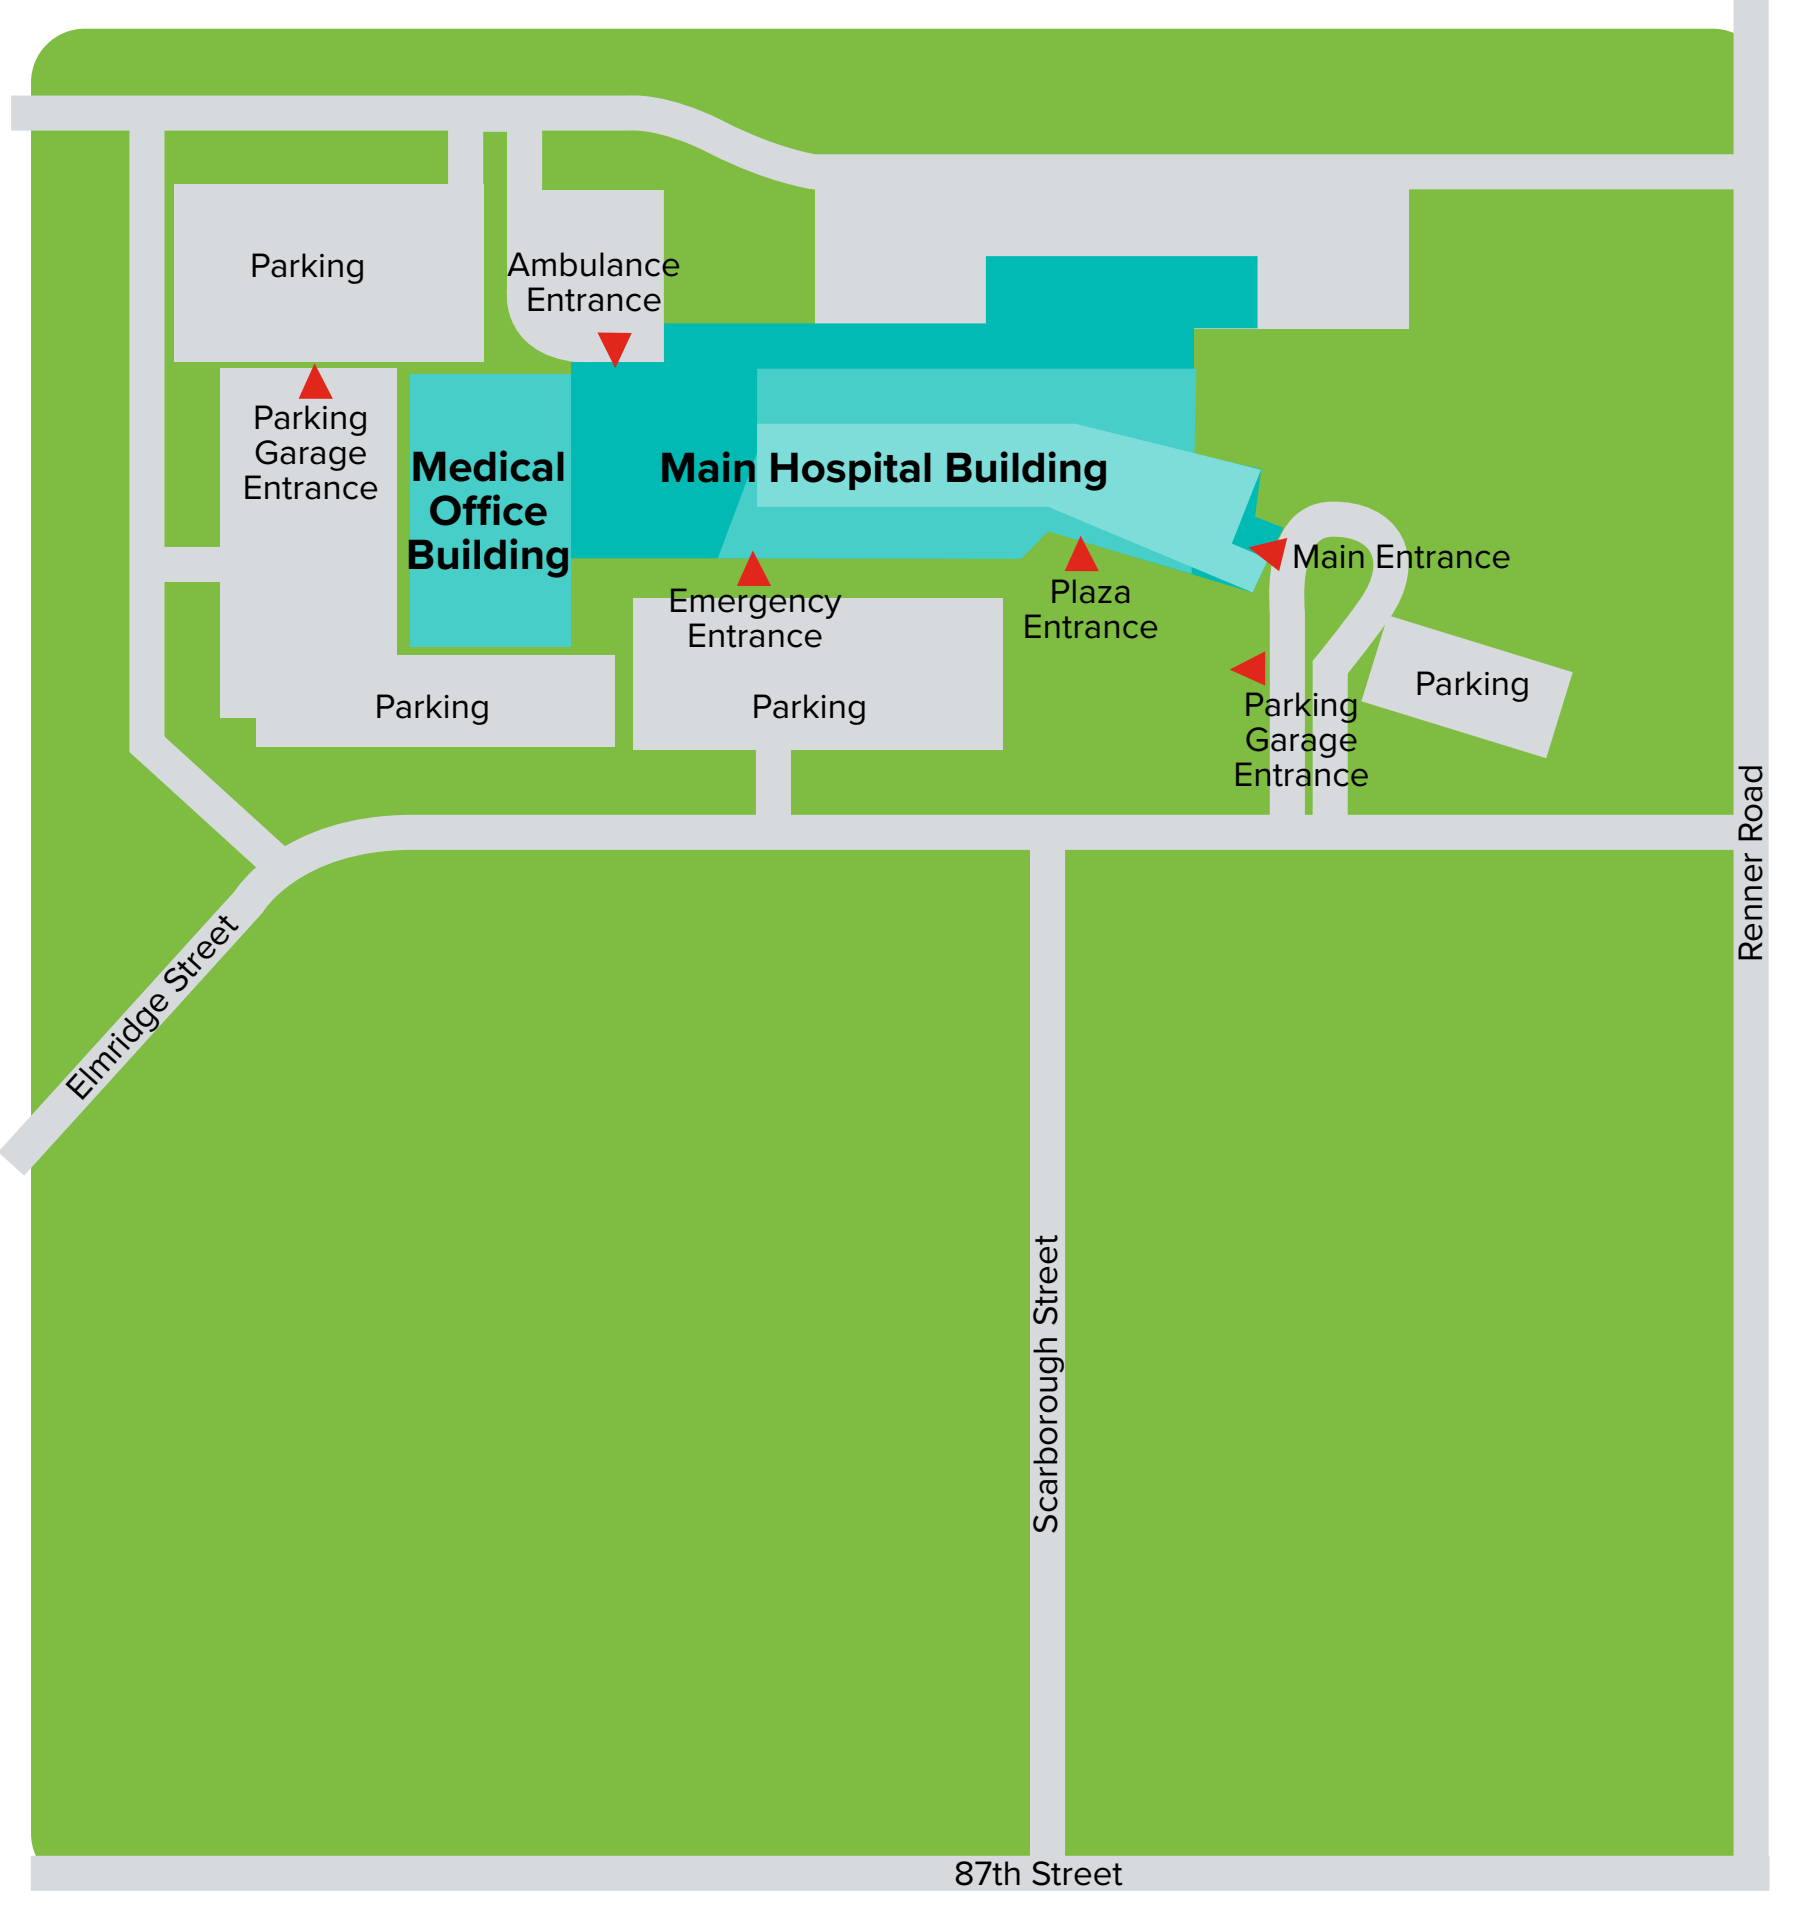 Parking
Ambulance
Entrance
Parking
Garage
Entrance
Medical
Office
Building
Main Hospital Building
Main Entrance
Emergency
Entrance
Plaza
Entrance
Parking
Parking
Parking
Parking
Garage
Entrance
Renner Road
Elmridge Street
Scarborough Street
87th Street